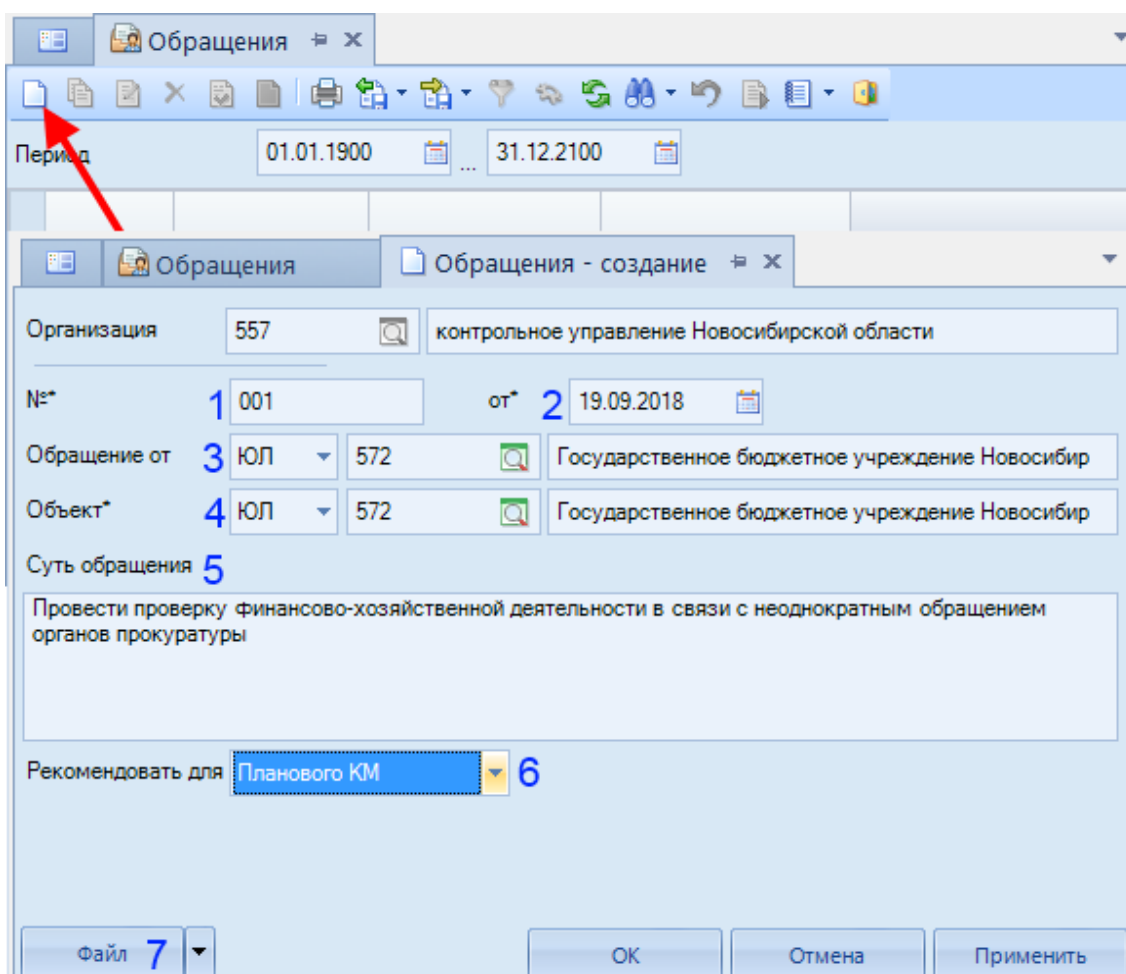 Обращения
Период 01.01.1900 ... 31.12.2100
Обращения Обращения - создание
Организация 557 контрольное управление Новосибирской области
№* 1 001 от* 2 19.09.2018
Обращение от 3 ЮЛ 572 Государственное бюджетное учреждение Новосибир
Объект* 4 ЮЛ 572 Государственное бюджетное учреждение Новосибир
Суть обращения 5
Провести проверку финансово-хозяйственной деятельности в связи с неоднократным обращением
органов прокуратуры
Рекомендовать для Планового КМ 6
Файл 7 ОК Отмена Применить